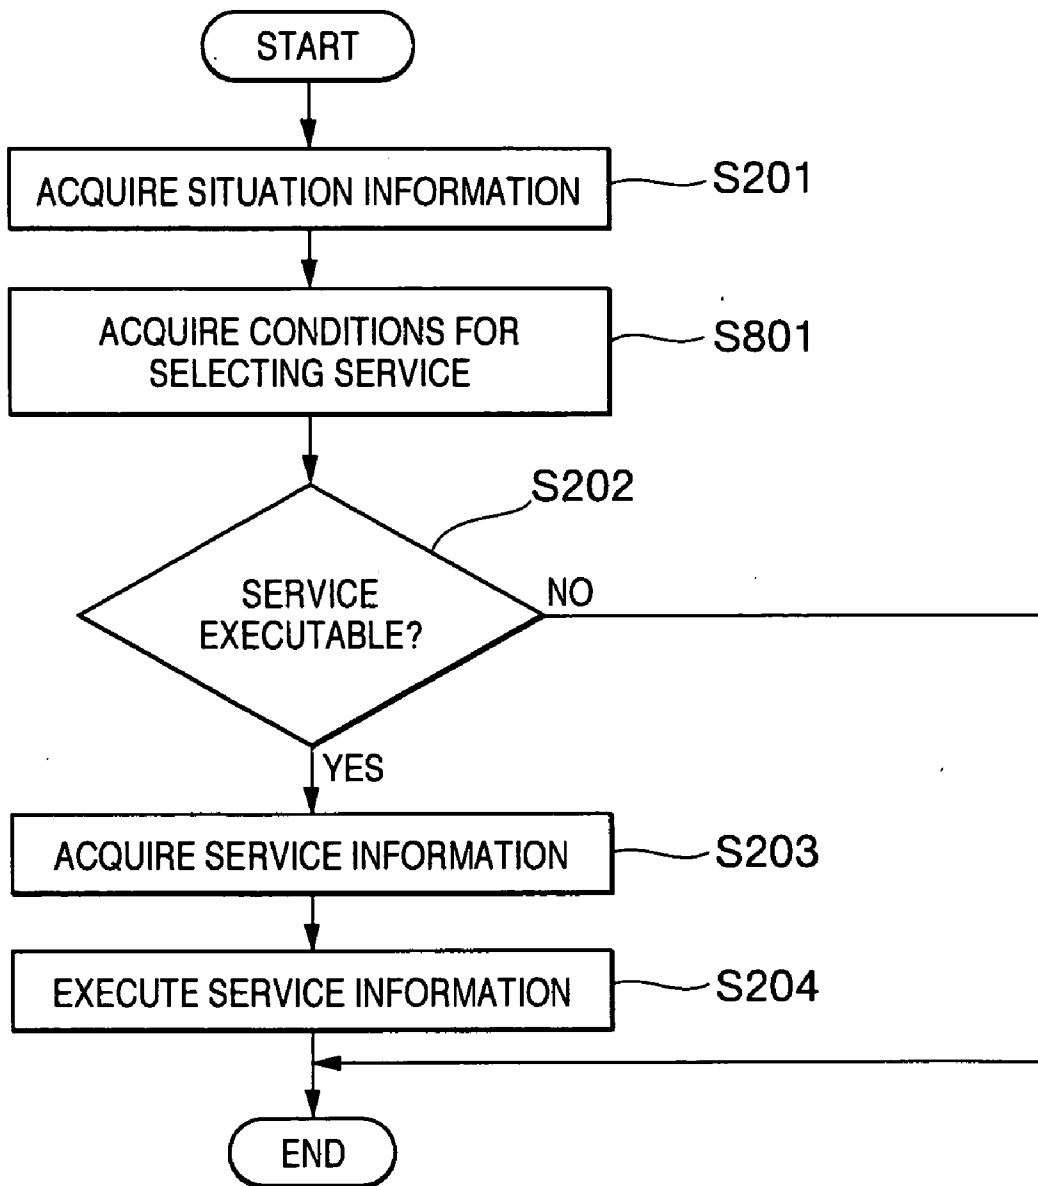 START
ACQUIRE SITUATION INFORMATION
S201
ACQUIRE CONDITIONS FOR
SELECTING SERVICE
S801
S202
SERVICE
EXECUTABLE?
NO
YES
ACQUIRE SERVICE INFORMATION
S203
EXECUTE SERVICE INFORMATION
S204
END